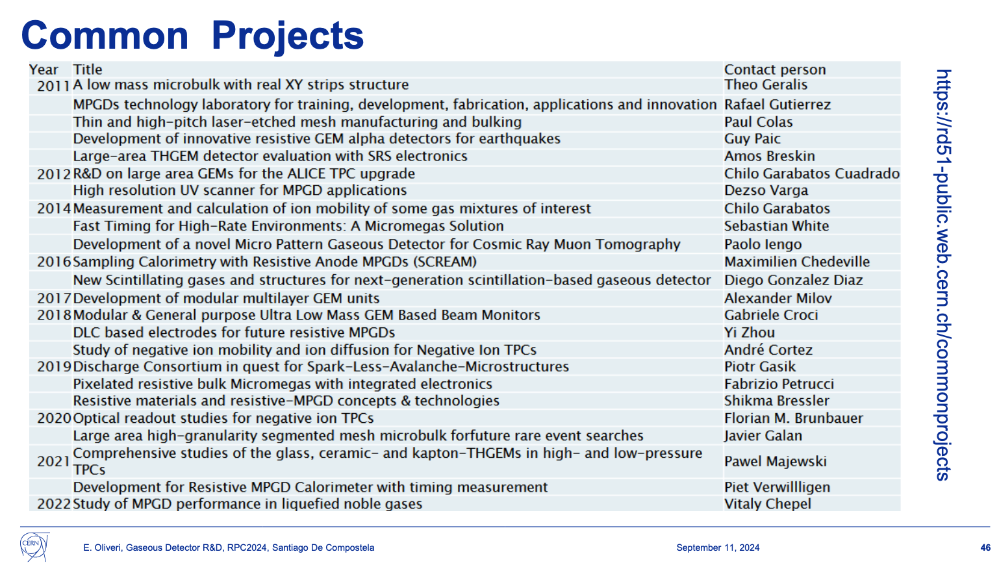 Common Projects
Year Title Contact person
2011 A low mass microbulk with real XY strips structure Theo Geralis
MPGDs technology laboratory for training, development, fabrication, applications and innovation Rafael Gutierrez
Thin and high-pitch laser-etched mesh manufacturing and bulking Paul Colas
Development of innovative resistive GEM alpha detectors for earthquakes Guy Paic
Large-area THGEM detector evaluation with SRS electronics Amos Breskin
2012 R&D on large area GEMs for the ALICE TPC upgrade Chilo Garabatos Cuadrado
High resolution UV scanner for MPGD applications Dezso Varga
2014 Measurement and calculation of ion mobility of some gas mixtures of interest Chilo Garabatos
Fast Timing for High-Rate Environments: A Micromegas Solution Sebastian White
Development of a novel Micro Pattern Gaseous Detector for Cosmic Ray Muon Tomography Paolo Iengo
2016 Sampling Calorimetry with Resistive Anode MPGDs (SCREAM) Maximilien Chedeville
New Scintillating gases and structures for next-generation scintillation-based gaseous detector Diego Gonzalez Diaz
2017 Development of modular multilayer GEM units Alexander Milov
2018 Modular & General purpose Ultra Low Mass GEM Based Beam Monitors Gabriele Croci
DLC based electrodes for future resistive MPGDs Yi Zhou
Study of negative ion mobility and ion diffusion for Negative Ion TPCs André Cortez
2019 Discharge Consortium in quest for Spark-Less-Avalanche-Microstructures Piotr Gasik
Pixelated resistive bulk Micromegas with integrated electronics Fabrizio Petrucci
Resistive materials and resistive-MPGD concepts & technologies Shikma Bressler
2020 Optical readout studies for negative ion TPCs Florian M. Brunbauer
Large area high-granularity segmented mesh microbulk forfuture rare event searches Javier Galan
2021 Comprehensive studies of the glass, ceramic- and kapton-THGEMs in high- and low-pressure
TPCs Pawel Majewski
Development for Resistive MPGD Calorimeter with timing measurement Piet Verwillligen
2022 Study of MPGD performance in liquefied noble gases Vitaly Chepel
https://rd51-public.web.cern.ch/commonprojects
CERN
E. Oliveri, Gaseous Detector R&D, RPC2024, Santiago De Compostela September 11, 2024 46